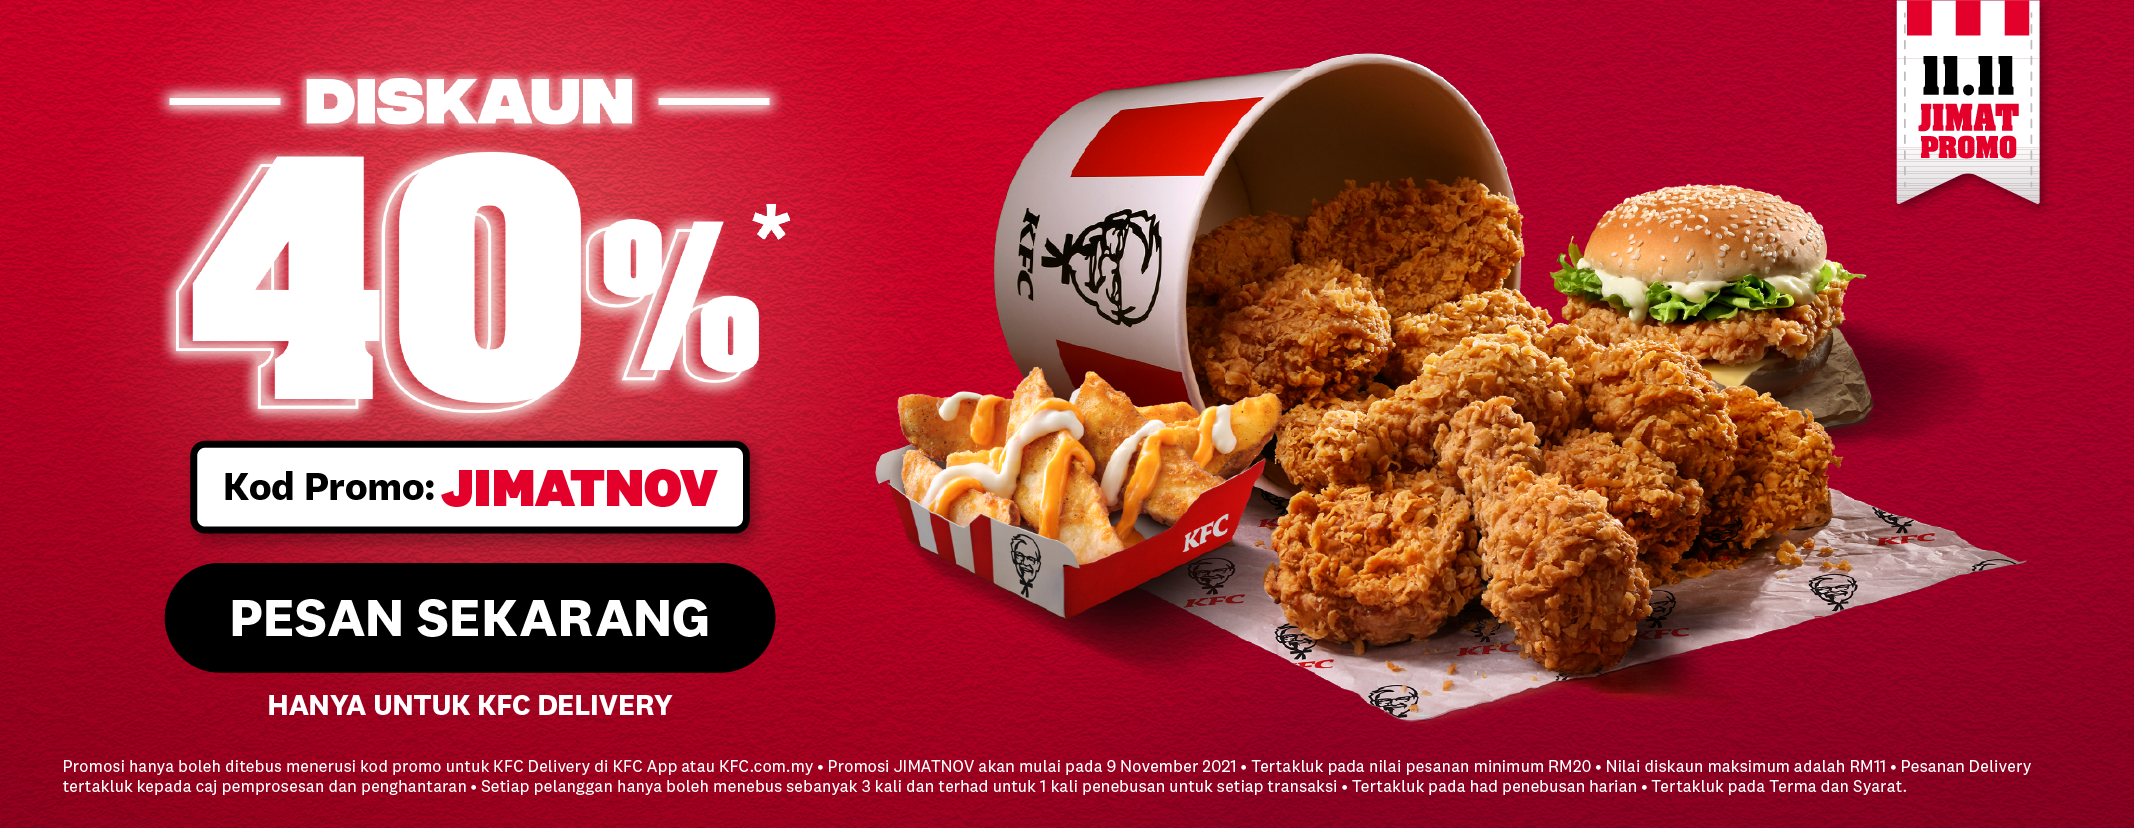 DISKAUN
40%*
Kod Promo: JIMATNOV
PESAN SEKARANG
HANYA UNTUK KFC DELIVERY
11.11
JIMAT
PROMO
KFC
KFC
KFC
KFC
KFC
KFC
KFC
Promosi hanya boleh ditebus menerusi kod promo untuk KFC Delivery di KFC App atau KFC.com.my • Promosi JIMATNOV akan mulai pada 9 November 2021 • Tertakluk pada nilai pesanan minimum RM20 • Nilai diskaun maksimum adalah RM11 • Pesanan Delivery
tertakluk kepada caj pemprosesan dan penghantaran • Setiap pelanggan hanya boleh menebus sebanyak 3 kali dan terhad untuk 1 kali penebusan untuk setiap transaksi • Tertakluk pada had penebusan harian • Tertakluk pada Terma dan Syarat.